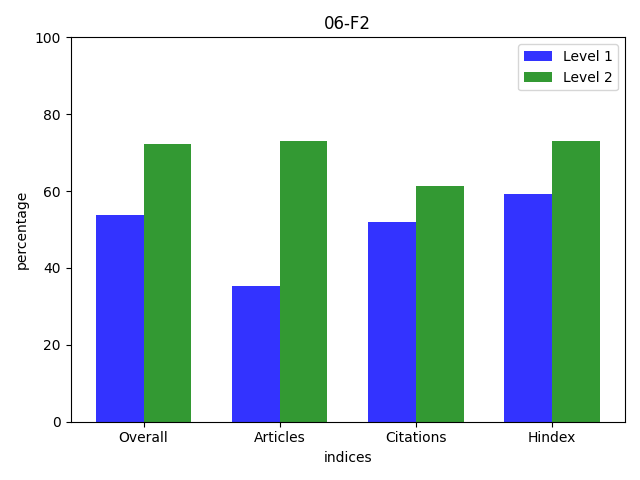 06-F2
100
80
60
40
20
0
percentage
Level 1
Level 2
Overall Articles Citations Hindex
indices